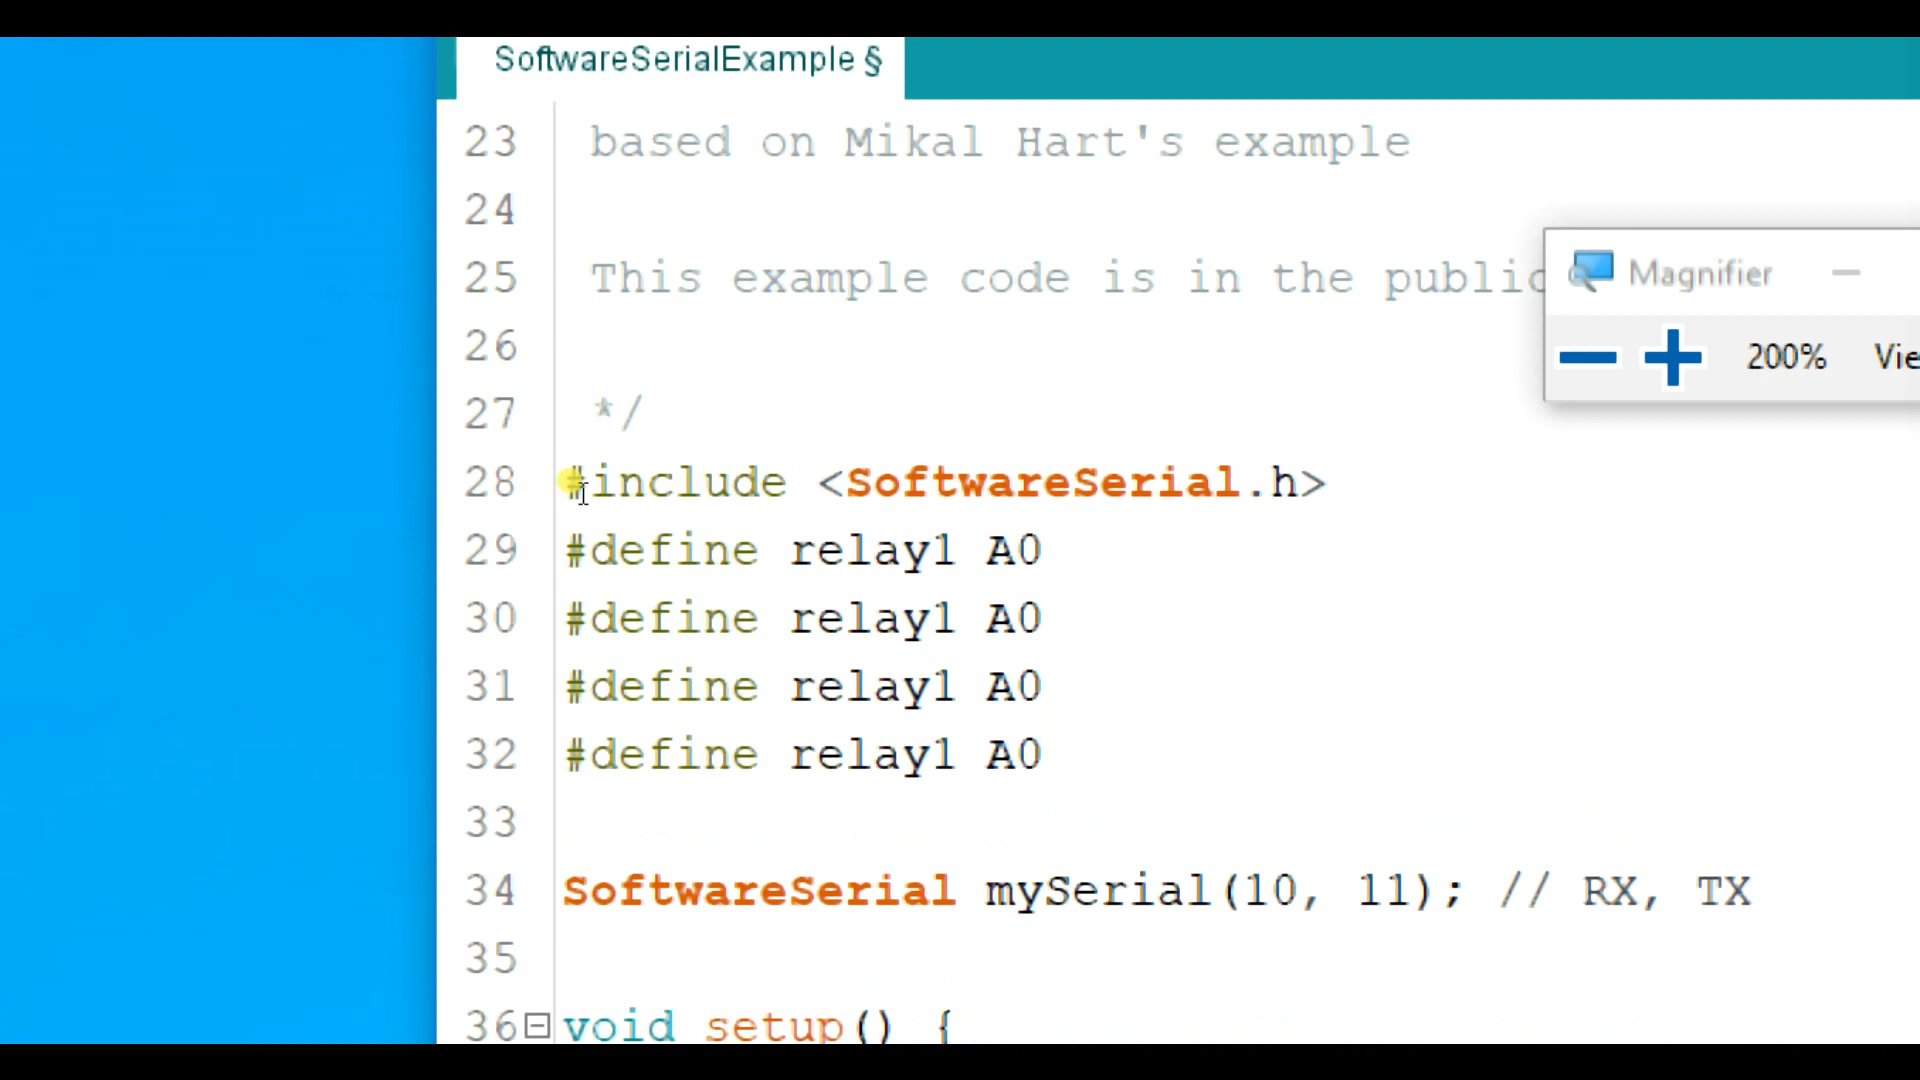 SoftwareSerialExample §
23 based on Mikal Hart's example
24
25 This example code is in the public
Magnifier
200% Vie
26
27 */
28 #include <SoftwareSerial.h>
29 #define relay1 A0
30 #define relay1 A0
31 #define relay1 A0
32 #define relay1 A0
33
34 SoftwareSerial mySerial(10, 11); // RX, TX
35
36 void setup() {